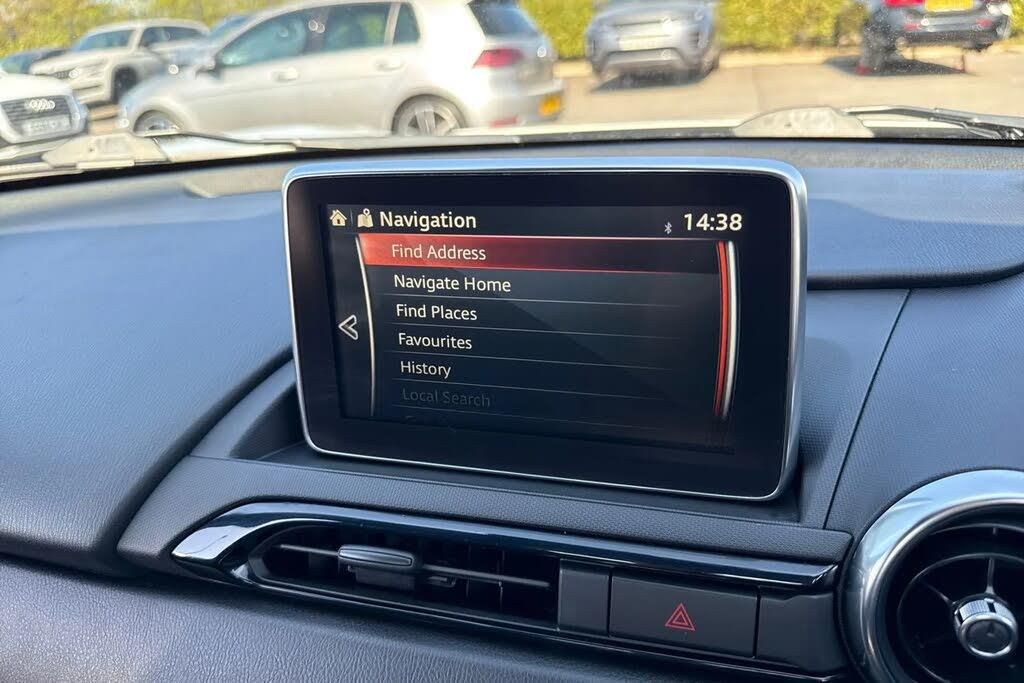 Navigation 14:38
Find Address
Navigate Home
Find Places
Favourites
History
Local Search